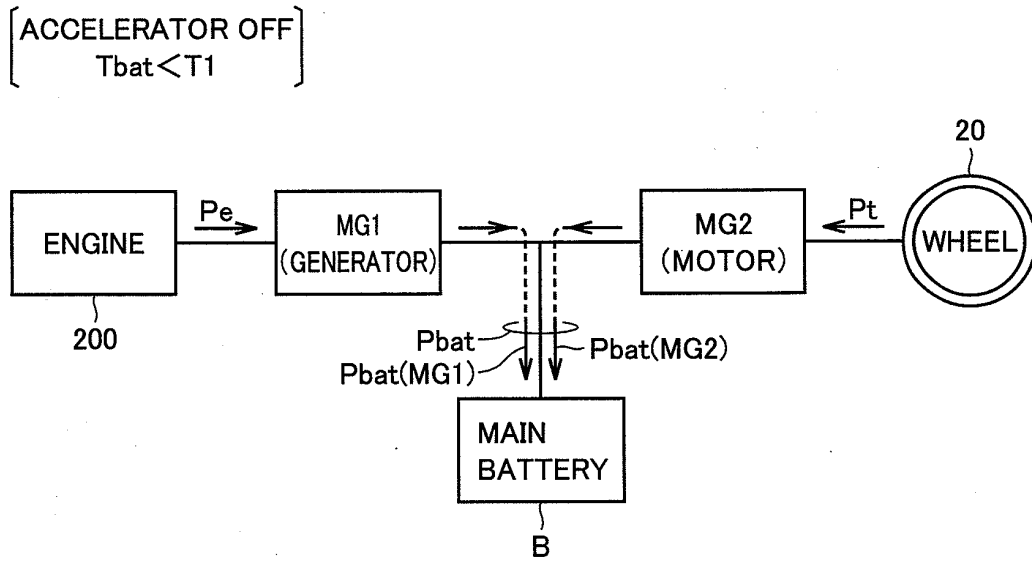 ACCELERATOR OFF
Tbat<T1
20
Pe
MG1
(GENERATOR)
MG2
(MOTOR)
Pt
ENGINE
WHEEL
200
Pbat
Pbat(MG1)
Pbat(MG2)
MAIN
BATTERY
B